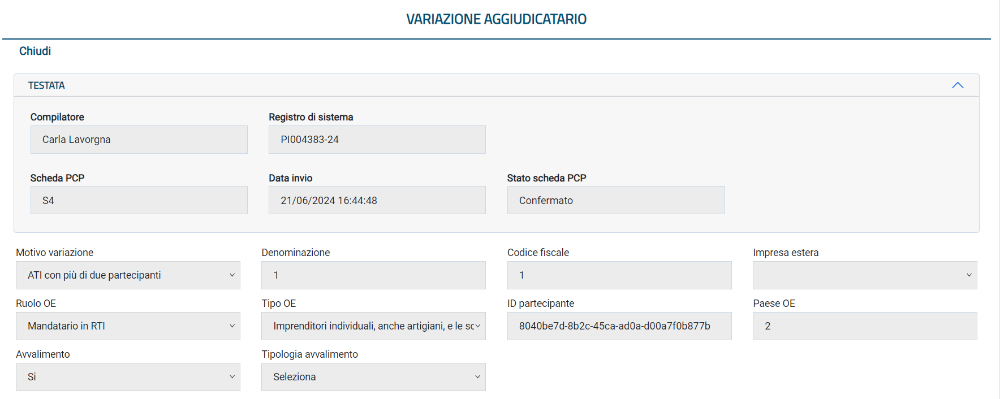 VARIAZIONE AGGIUDICATARIO
Chiudi
TESTATA
Compilatore Registro di sistema
Carla Lavorgna PI004383-24
Scheda PCP Data invio Stato scheda PCP
S4 21/06/2024 16:44:48 Confermato
Motivo variazione Denominazione Codice fiscale Impresa estera
ATI con più di due partecipanti 1 1
Ruolo OE Tipo OE ID partecipante Paese OE
Mandatario in RTI Imprenditori individuali, anche artigiani, e le sc 8040be7d-8b2c-45ca-ad0a-d00a7f0b877b 2
Avvalimento Tipologia avvalimento
Si Seleziona